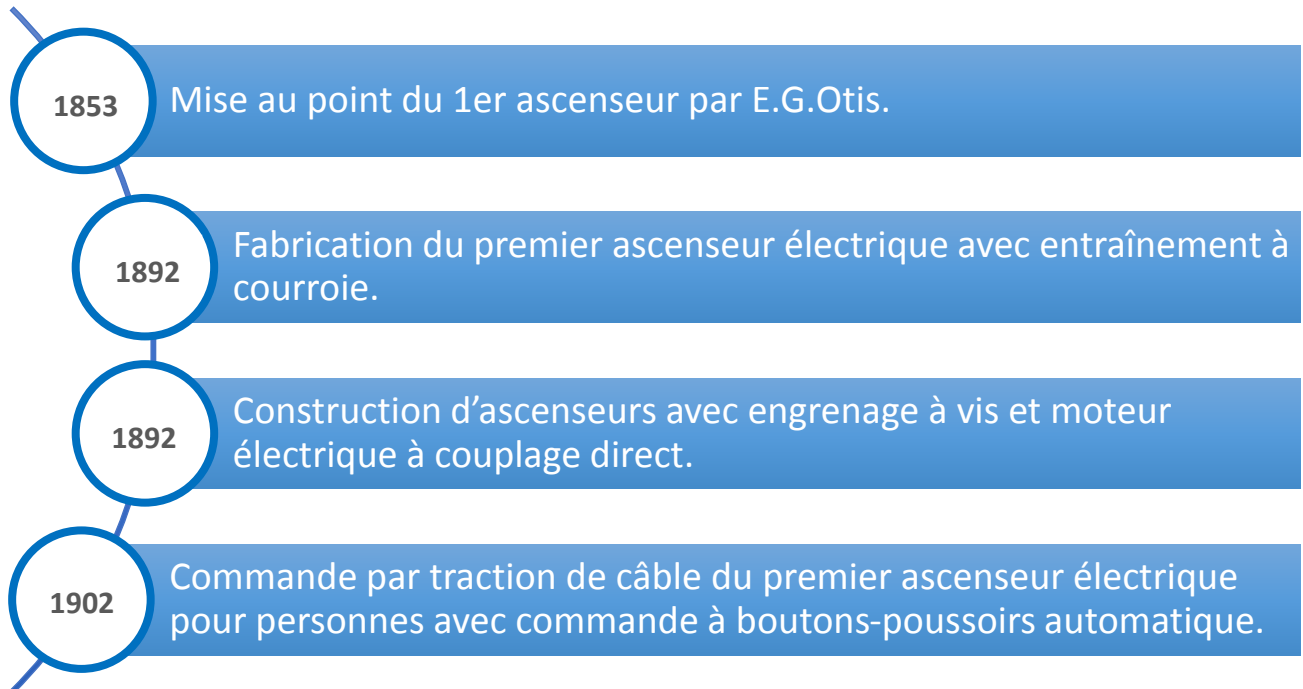 1853
Mise au point du 1er ascenseur par E.G.Otis.
1892
Fabrication du premier ascenseur électrique avec entraînement à
courroie.
1892
Construction d’ascenseurs avec engrenage à vis et moteur
électrique à couplage direct.
1902
Commande par traction de câble du premier ascenseur électrique
pour personnes avec commande à boutons-poussoirs automatique.